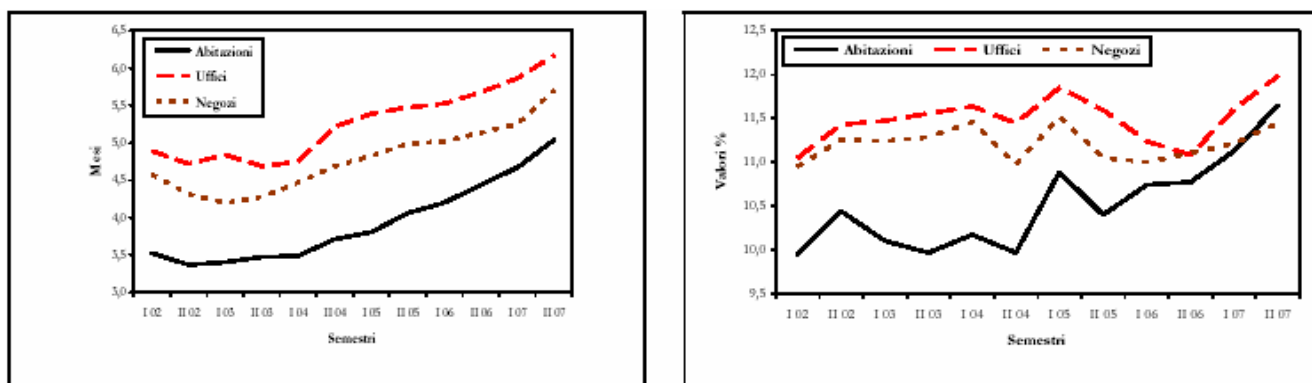 6,5
6,0
5,5
5,0
4,5
4,0
3,5
3,0
Mesi
Abitazioni
Uffici
Negozi
I 02 II 02 I 03 II 03 I 04 II 04 I 05 II 05 I 06 II 06 I 07 II 07
Semestri
12,5
12,0
11,5
11,0
10,5
10,0
9,5
Valori %
Abitazioni Uffici Negozi
I 02 II 02 I 03 II 03 I 04 II 04 I 05 II 05 I 06 II 06 I 07 II 07
Semestri